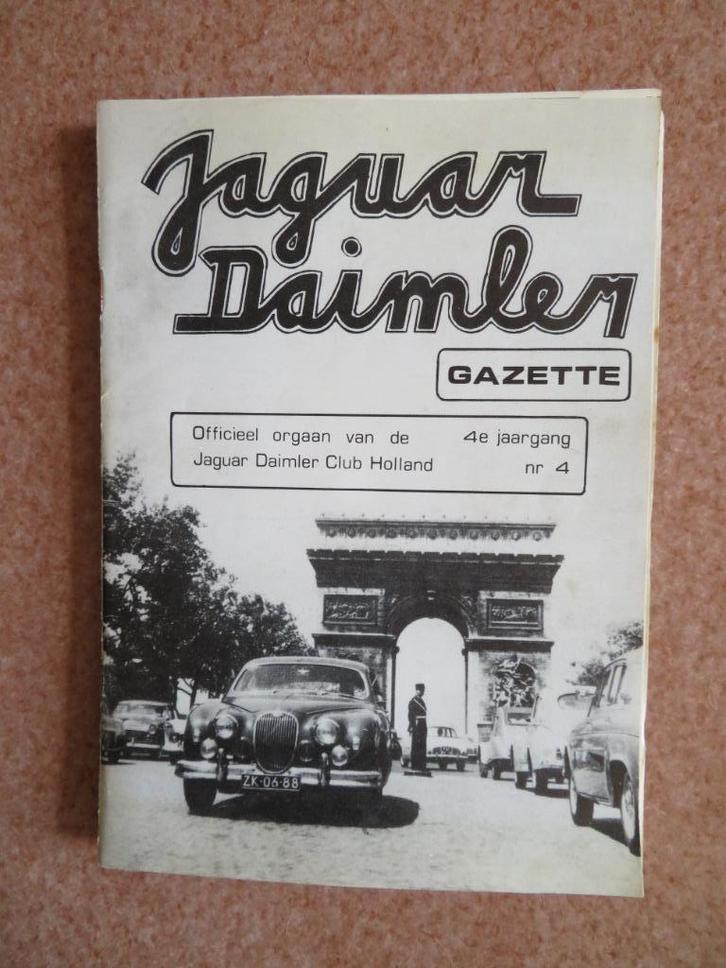 Jaguar
Daimler
GAZETTE
Officieel orgaan van de 4e jaargang
Jaguar Daimler Club Holland nr 4
ZK-06-88